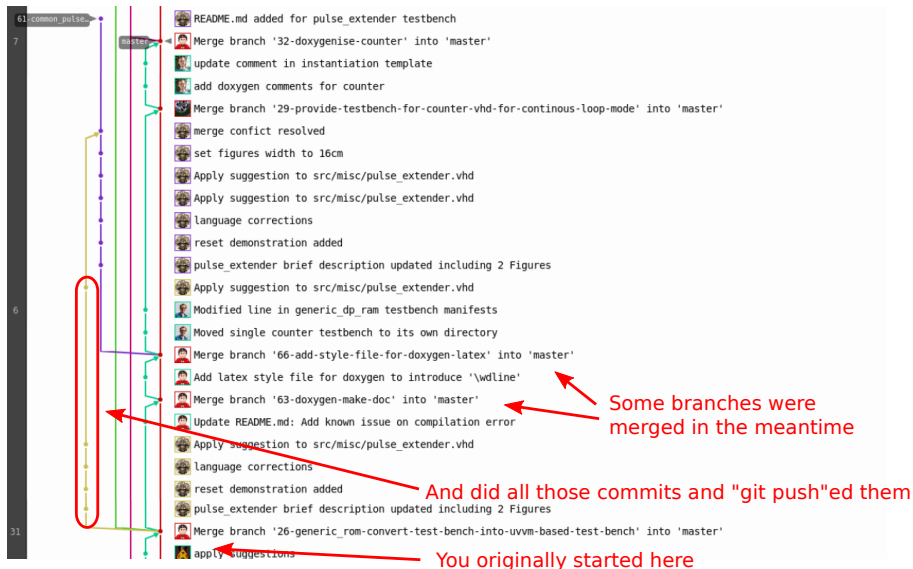 61-common_pulse…
README.md added for pulse_extender testbench
7
master
Merge branch '32-doxygenise-counter' into 'master'
update comment in instantiation template
add doxygen comments for counter
Merge branch '29-provide-testbench-for-counter-vhd-for-continous-loop-mode' into 'master'
merge confict resolved
set figures width to 16cm
Apply suggestion to src/misc/pulse_extender.vhd
Apply suggestion to src/misc/pulse_extender.vhd
language corrections
reset demonstration added
pulse_extender brief description updated including 2 Figures
Apply suggestion to src/misc/pulse_extender.vhd
6
Modified line in generic_dp_ram testbench manifests
Moved single counter testbench to its own directory
Merge branch '66-add-style-file-for-doxygen-latex' into 'master'
Add latex style file for doxygen to introduce '\wdline'
Merge branch '63-doxygen-make-doc' into 'master'
Some branches were
merged in the meantime
Update README.md: Add known issue on compilation error
Apply suggestion to src/misc/pulse_extender.vhd
language corrections
reset demonstration added
And did all those commits and "git push"ed them
pulse_extender brief description updated including 2 Figures
31
Merge branch '26-generic_rom-convert-test-bench-into-uvvm-based-test-bench' into 'master'
apply suggestions
You originally started here